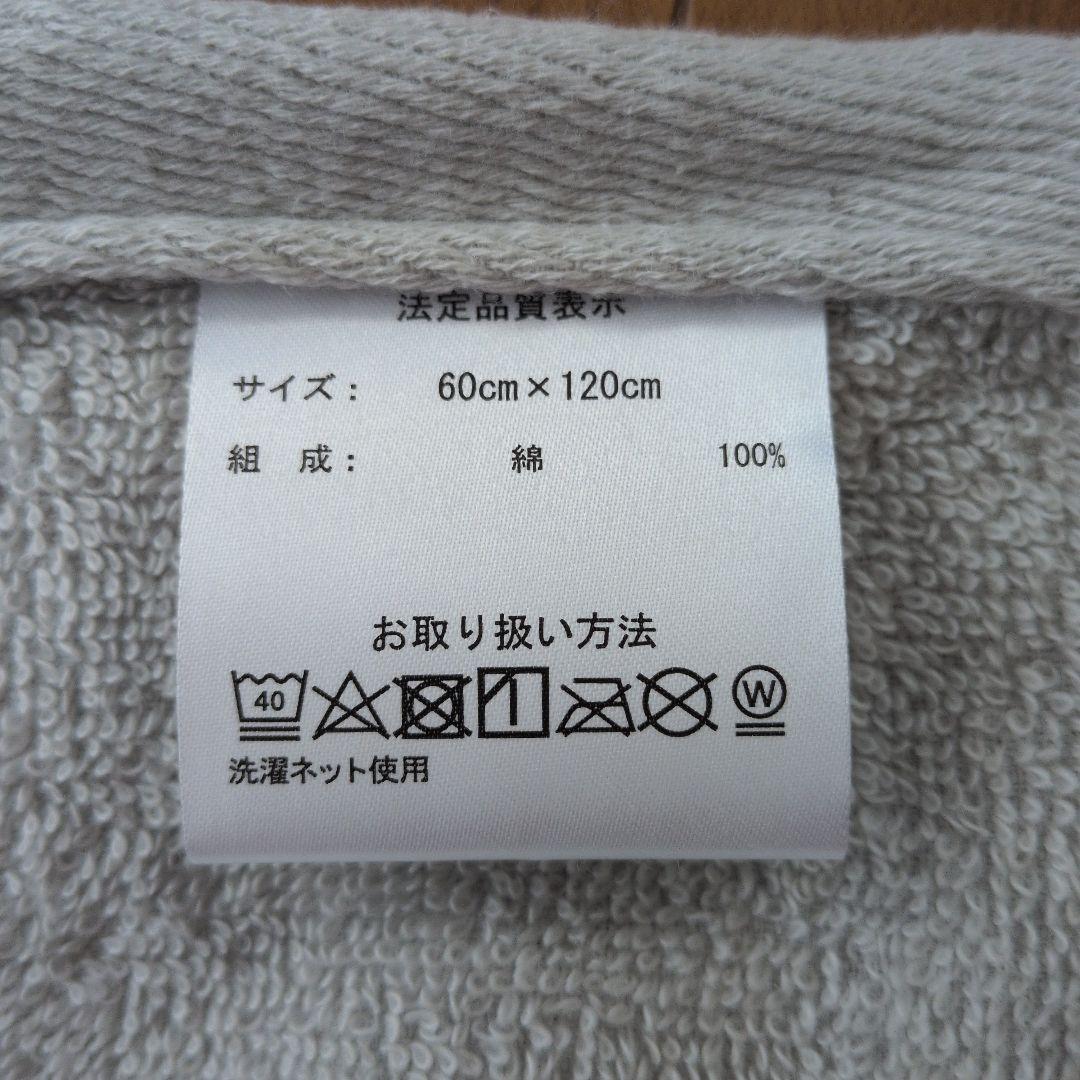 法定品質表示
サイズ： 60cm×120cm
組　成： 綿 100%
お取り扱い方法
40 W
洗濯ネット使用